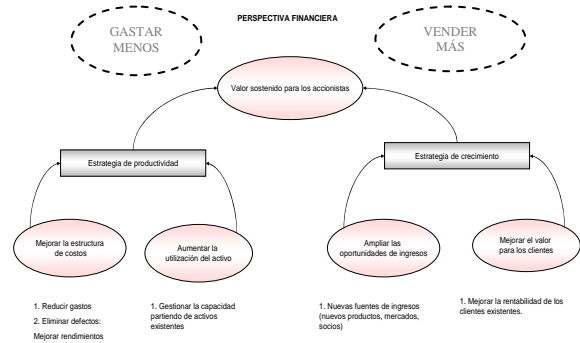 PERSPECTIVA FINANCIERA
GASTAR
MENOS
VENDER
MÁS
Valor sostenido para los accionistas
Estrategia de productividad
Estrategia de crecimiento
Mejorar la estructura
de costos
Aumentar la
utilización del activo
Ampliar las
oportunidades de ingresos
Mejorar el valor
para los clientes
1. Reducir gastos
2. Eliminar defectos:
Mejorar rendimientos
1. Gestionar la capacidad
partiendo de activos
existentes
1. Nuevas fuentes de ingresos
(nuevos productos, mercados,
socios)
1. Mejorar la rentabilidad de los
clientes existentes.